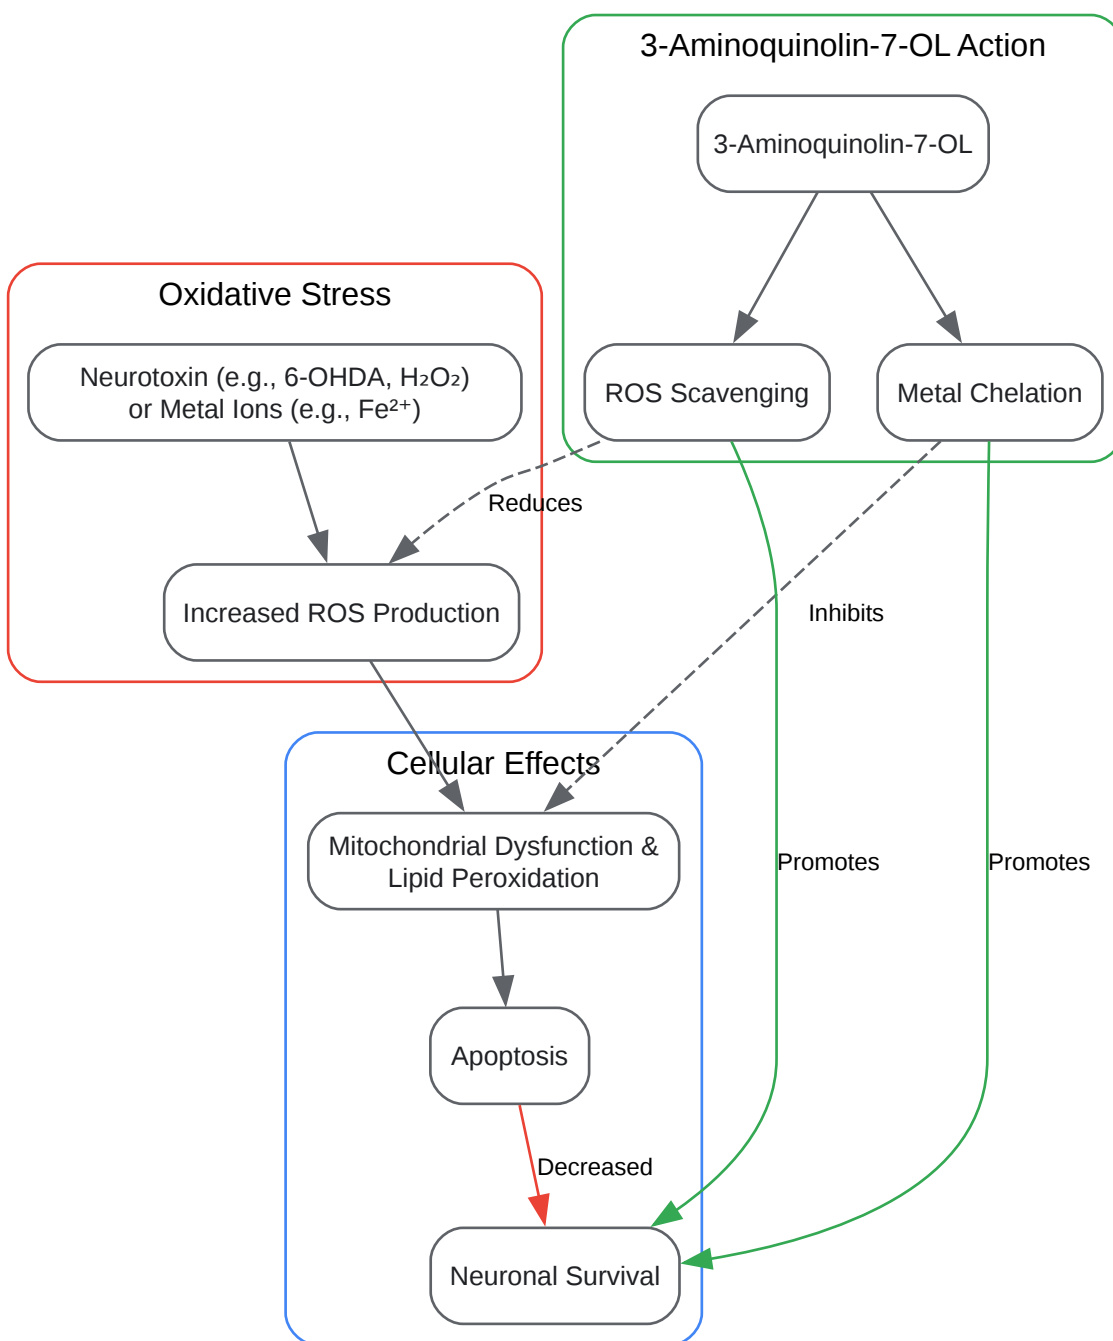 3-Aminoquinolin-7-OL Action
3-Aminoquinolin-7-OL
Oxidative Stress
Neurotoxin (e.g., 6-OHDA, H₂O₂)
or Metal Ions (e.g., Fe²⁺)
ROS Scavenging
Metal Chelation
Reduces
Increased ROS Production
Inhibits
Cellular Effects
Mitochondrial Dysfunction &
Lipid Peroxidation
Promotes
Promotes
Apoptosis
Decreased
Neuronal Survival